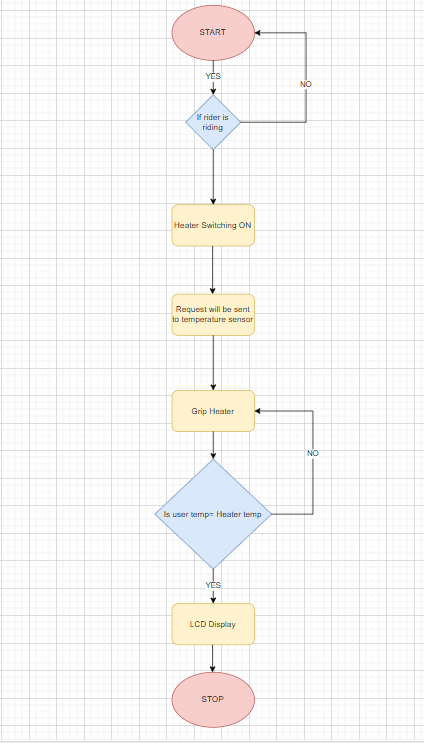 START
YES
NO
If rider is
riding
Heater Switching ON
Request will be sent
to temperature sensor
Grip Heater
NO
Is user temp= Heater temp
YES
LCD Display
STOP